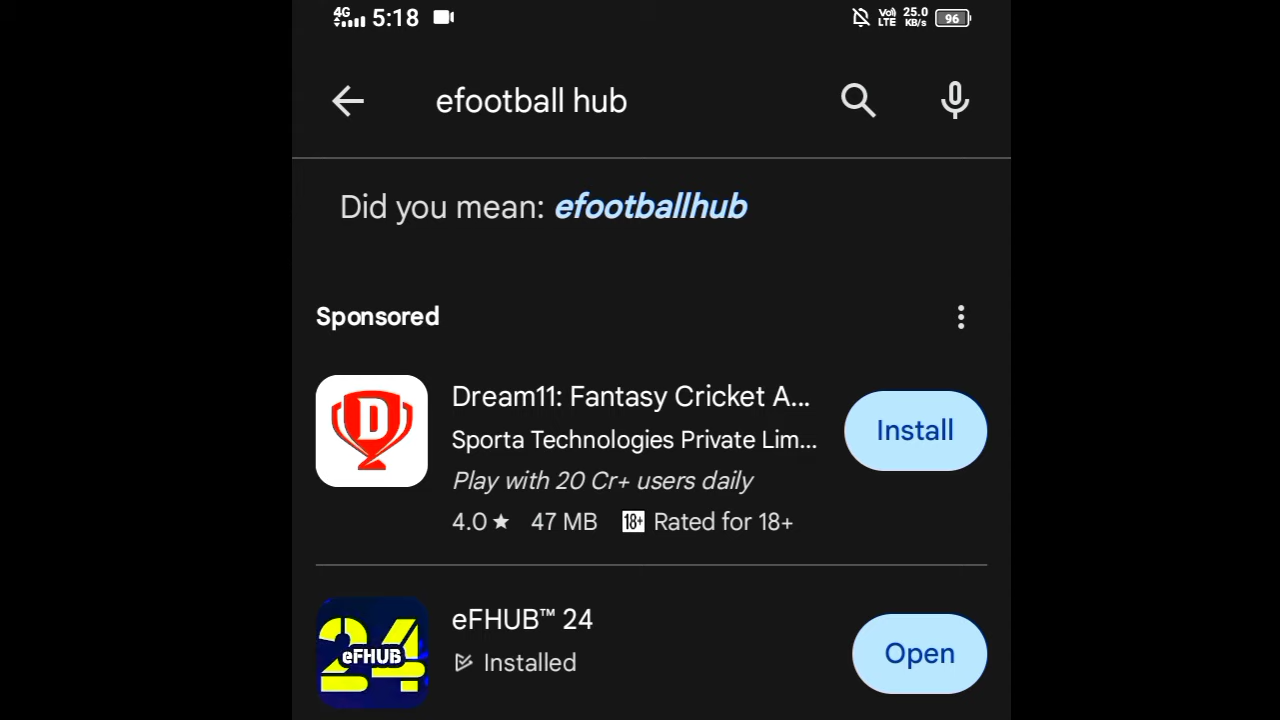 4G 5:18 Vo) LTE 25.0 KB/s 96
efootball hub
Did you mean: efootballhub
Sponsored
D
Dream11: Fantasy Cricket A...
Install
Sporta Technologies Private Lim...
Play with 20 Cr+ users daily
4.0★ 47 MB 18+ Rated for 18+
24
eFHUB
eFHUB™ 24
Open
Installed